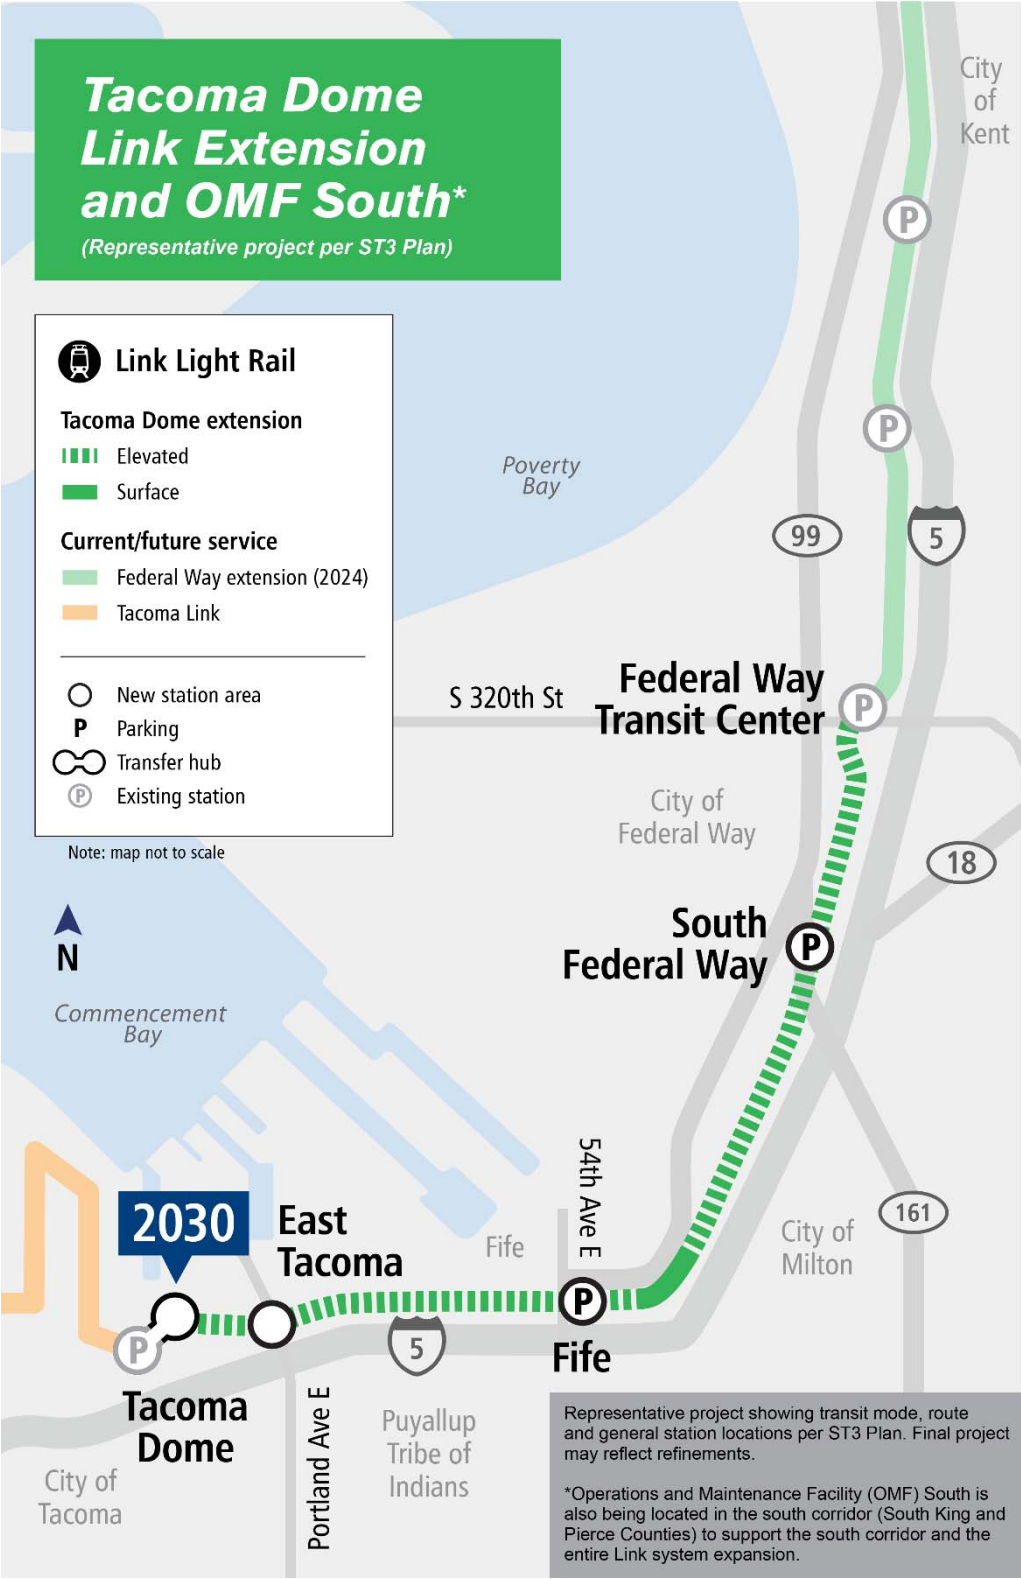 Tacoma Dome
Link Extension
and OMF South*
(Representative project per ST3 Plan)
City
of
Kent
P
Link Light Rail
Tacoma Dome extension
Elevated
Surface
Current/future service
Federal Way extension (2024)
Tacoma Link
New station area
P Parking
Transfer hub
P Existing station
Note: map not to scale
P
Poverty
Bay
99
5
S 320th St
Federal Way
Transit Center
P
City of
Federal Way
18
South
Federal Way
P
N
Commencement
Bay
54th Ave E
2030
East
Tacoma
Fife
City of
Milton
161
P
Fife
5
P
Tacoma
Dome
Portland Ave E
Puyallup
Tribe of
Indians
City of
Tacoma
Representative project showing transit mode, route
and general station locations per ST3 Plan. Final project
may reflect refinements.
*Operations and Maintenance Facility (OMF) South is
also being located in the south corridor (South King and
Pierce Counties) to support the south corridor and the
entire Link system expansion.